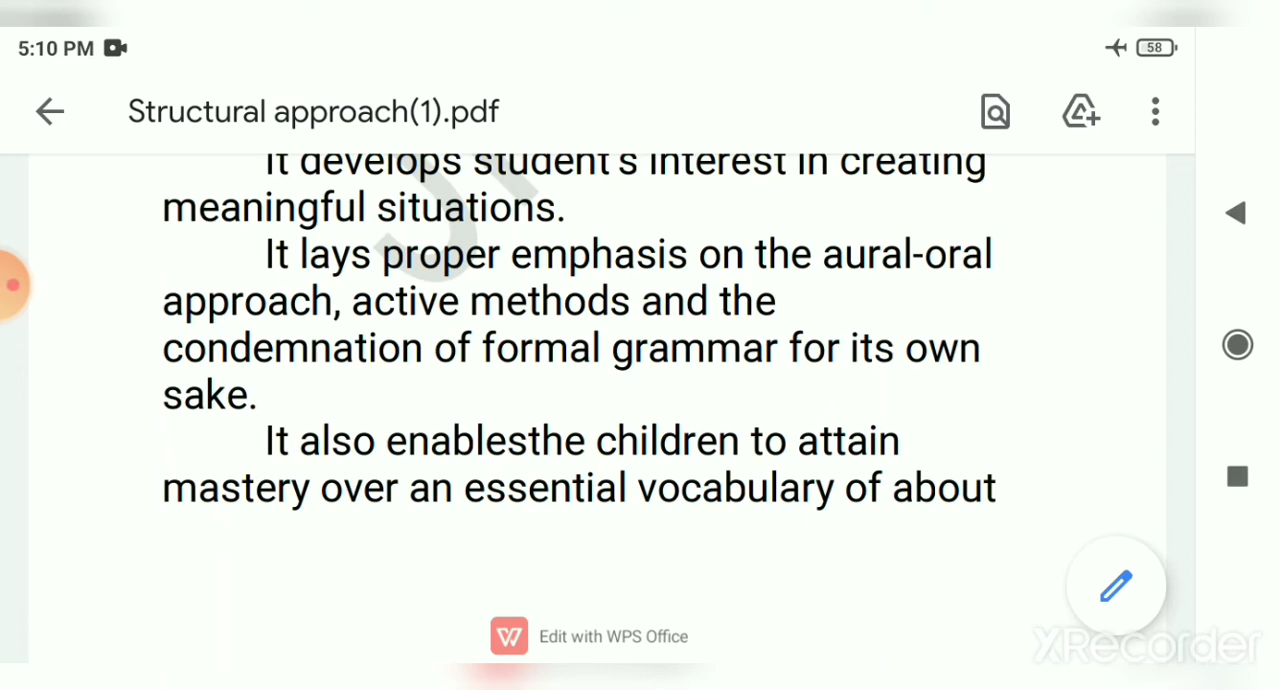 5:10 PM
58
Structural approach(1).pdf
It develops student's interest in creating
meaningful situations.
It lays proper emphasis on the aural-oral
approach, active methods and the
condemnation of formal grammar for its own
sake.
It also enablesthe children to attain
mastery over an essential vocabulary of about
Edit with WPS Office
XRecorder